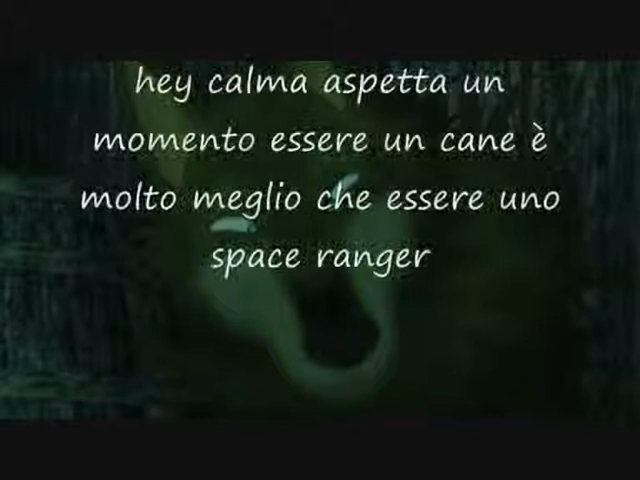 hey calma aspetta un
momento essere un cane è
molto meglio che essere uno
space ranger